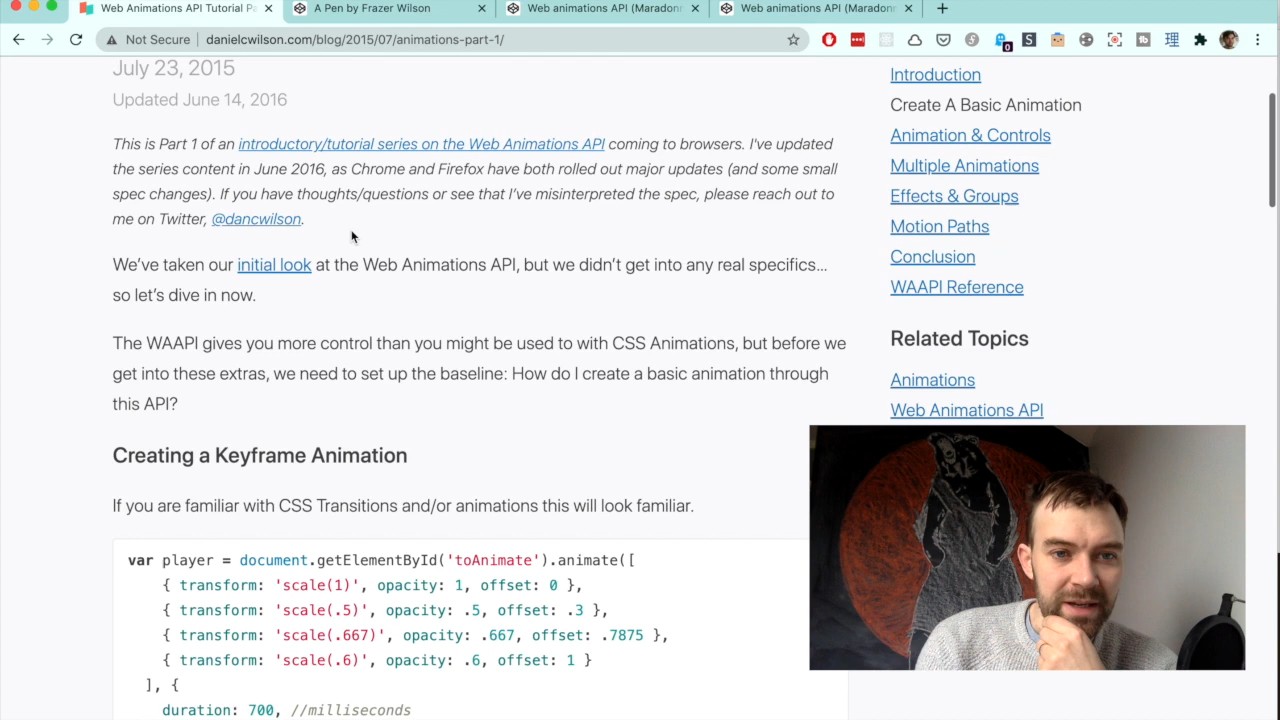 Web Animations API Tutorial Pa
A Pen by Frazer Wilson
Web animations API (Maradonn
Web animations API (Maradonn
Not Secure
danielcwilson.com/blog/2015/07/animations-part-1/
July 23, 2015
Updated June 14, 2016
This is Part 1 of an introductory/tutorial series on the Web Animations API coming to browsers. I've updated
the series content in June 2016, as Chrome and Firefox have both rolled out major updates (and some small
spec changes). If you have thoughts/questions or see that I've misinterpreted the spec, please reach out to
me on Twitter, @dancwilson.
We've taken our initial look at the Web Animations API, but we didn't get into any real specifics...
so let's dive in now.
The WAAPI gives you more control than you might be used to with CSS Animations, but before we
get into these extras, we need to set up the baseline: How do I create a basic animation through
this API?
Creating a Keyframe Animation
If you are familiar with CSS Transitions and/or animations this will look familiar.
var player = document.getElementById('toAnimate').animate([
{ transform: 'scale(1)', opacity: 1, offset: 0 },
{ transform: 'scale(.5)', opacity: .5, offset: .3 },
{ transform: 'scale(.667)', opacity: .667, offset: .7875 },
{ transform: 'scale(.6)', opacity: .6, offset: 1 }
], {
duration: 700, //milliseconds
Introduction
Create A Basic Animation
Animation & Controls
Multiple Animations
Effects & Groups
Motion Paths
Conclusion
WAAPI Reference
Related Topics
Animations
Web Animations API